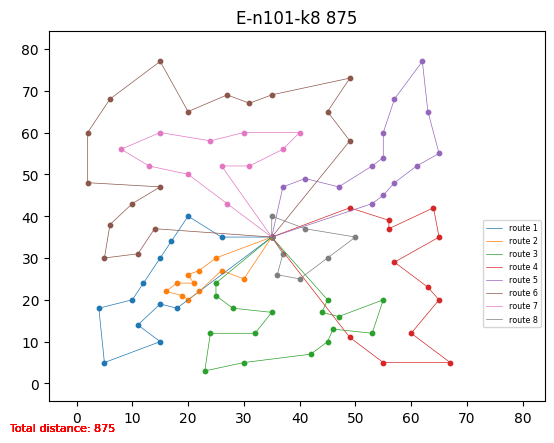 E-n101-k8 875
80
70
60
50
40
30
20
10
0
route 1
route 2
route 3
route 4
route 5
route 6
route 7
route 8
0 10 20 30 40 50 60 70 80
Total distance: 875